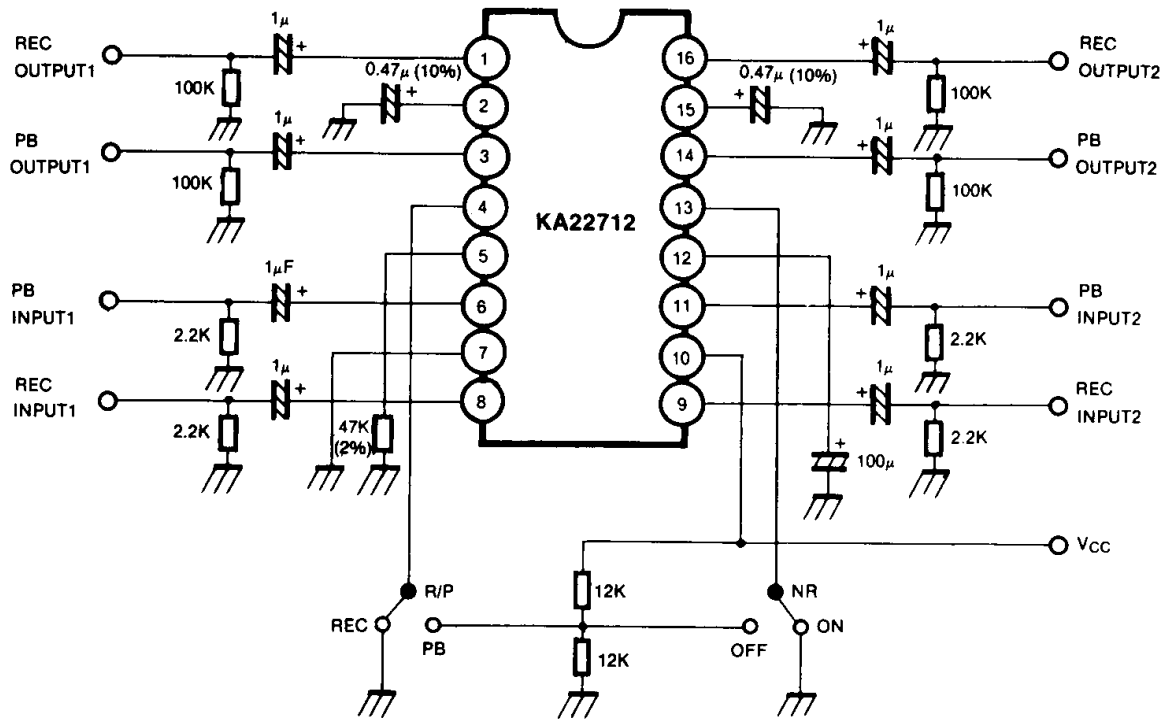 1μ
REC
OUTPUT1
+
100K
0.47μ (10%)
+
1μ
PB
OUTPUT1
+
100K
1μF
PB
INPUT1
+
2.2K
1μ
REC
INPUT1
+
2.2K
47K
(2%)
1
2
3
4
5
6
7
8
KA22712
16
15
14
13
12
11
10
9
1μ
REC
OUTPUT2
+
100K
0.47μ (10%)
+
1μ
PB
OUTPUT2
+
100K
1μ
PB
INPUT2
+
2.2K
1μ
REC
INPUT2
+
2.2K
+
100μ
VCC
R/P
REC
PB
12K
12K
NR
OFF
ON